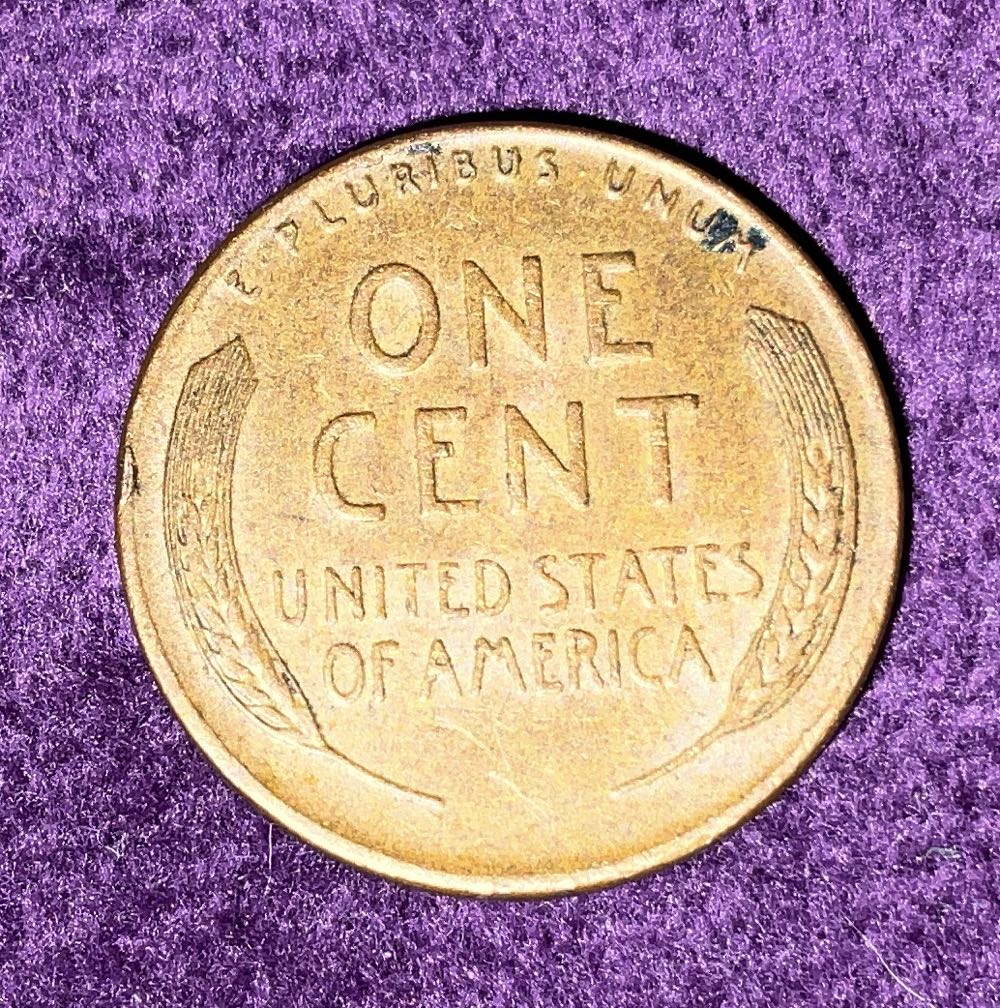 E · PLURIBUS · UNUM
ONE
CENT
UNITED STATES
OF AMERICA